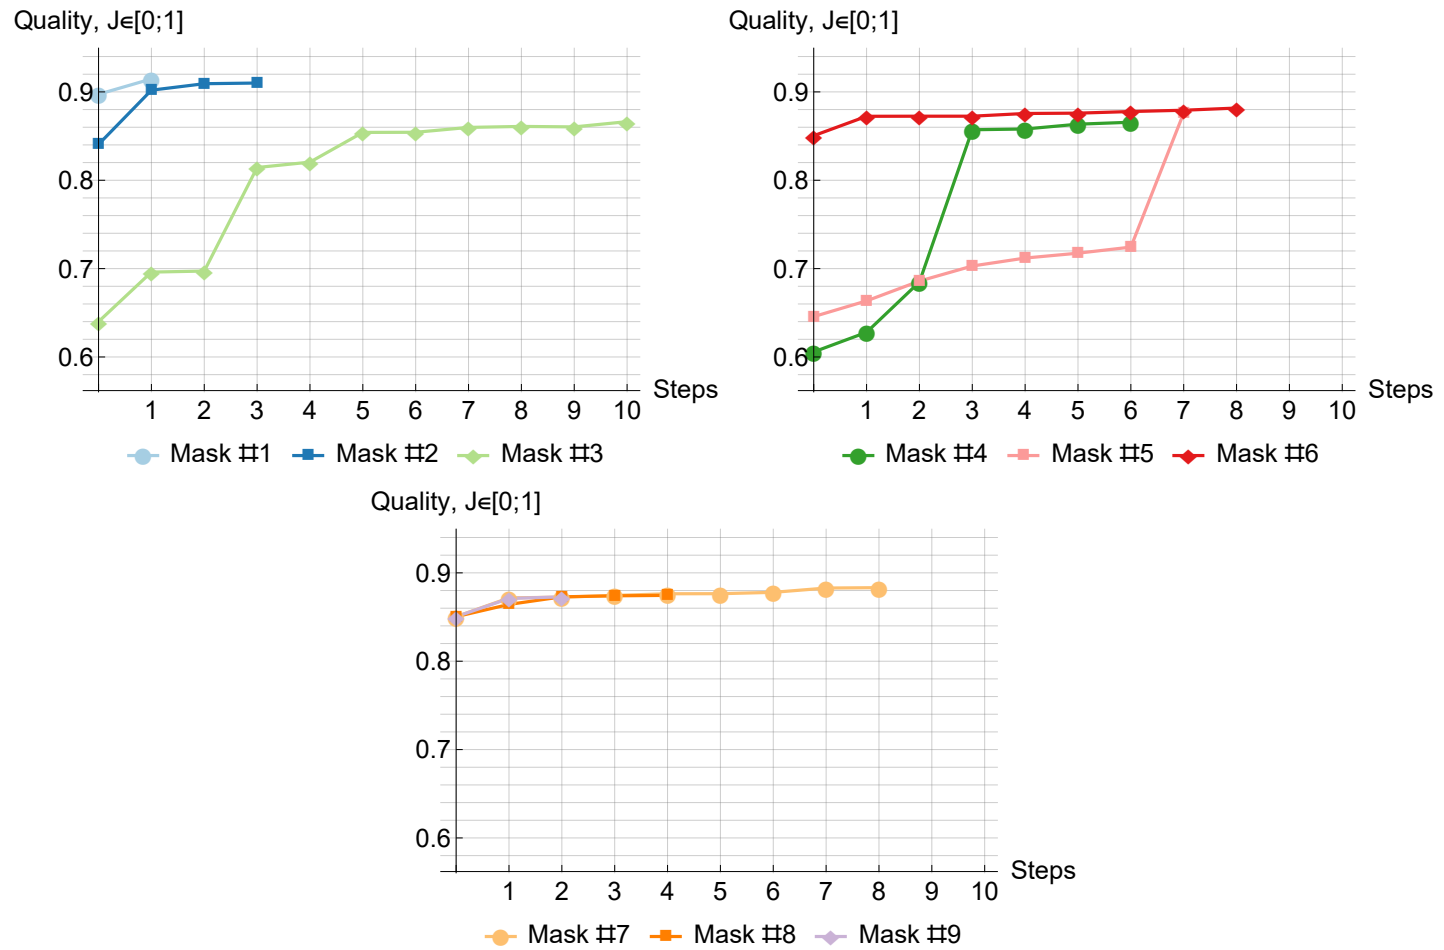 Quality, J∈[0;1]
0.9
0.8
0.7
0.6
Steps
1 2 3 4 5 6 7 8 9 10
Mask #1 Mask #2 Mask #3
Quality, J∈[0;1]
0.9
0.8
0.7
0.6
Steps
1 2 3 4 5 6 7 8 9 10
Mask #4 Mask #5 Mask #6
Quality, J∈[0;1]
0.9
0.8
0.7
0.6
Steps
1 2 3 4 5 6 7 8 9 10
Mask #7 Mask #8 Mask #9